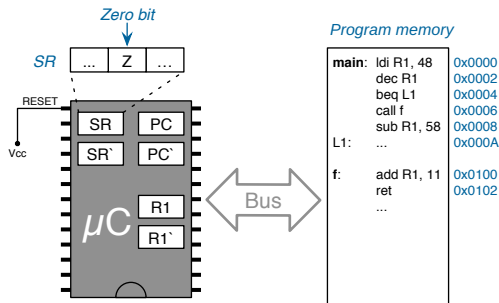 Zero bit
Program memory
SR
... Z ...
RESET
Vcc
SR PC
SR` PC`
R1
R1`
µC
Bus
main: ldi R1, 48 0x0000
dec R1 0x0002
beq L1 0x0004
call f 0x0006
sub R1, 58 0x0008
L1: ... 0x000A
f: add R1, 11 0x0100
ret 0x0102
...